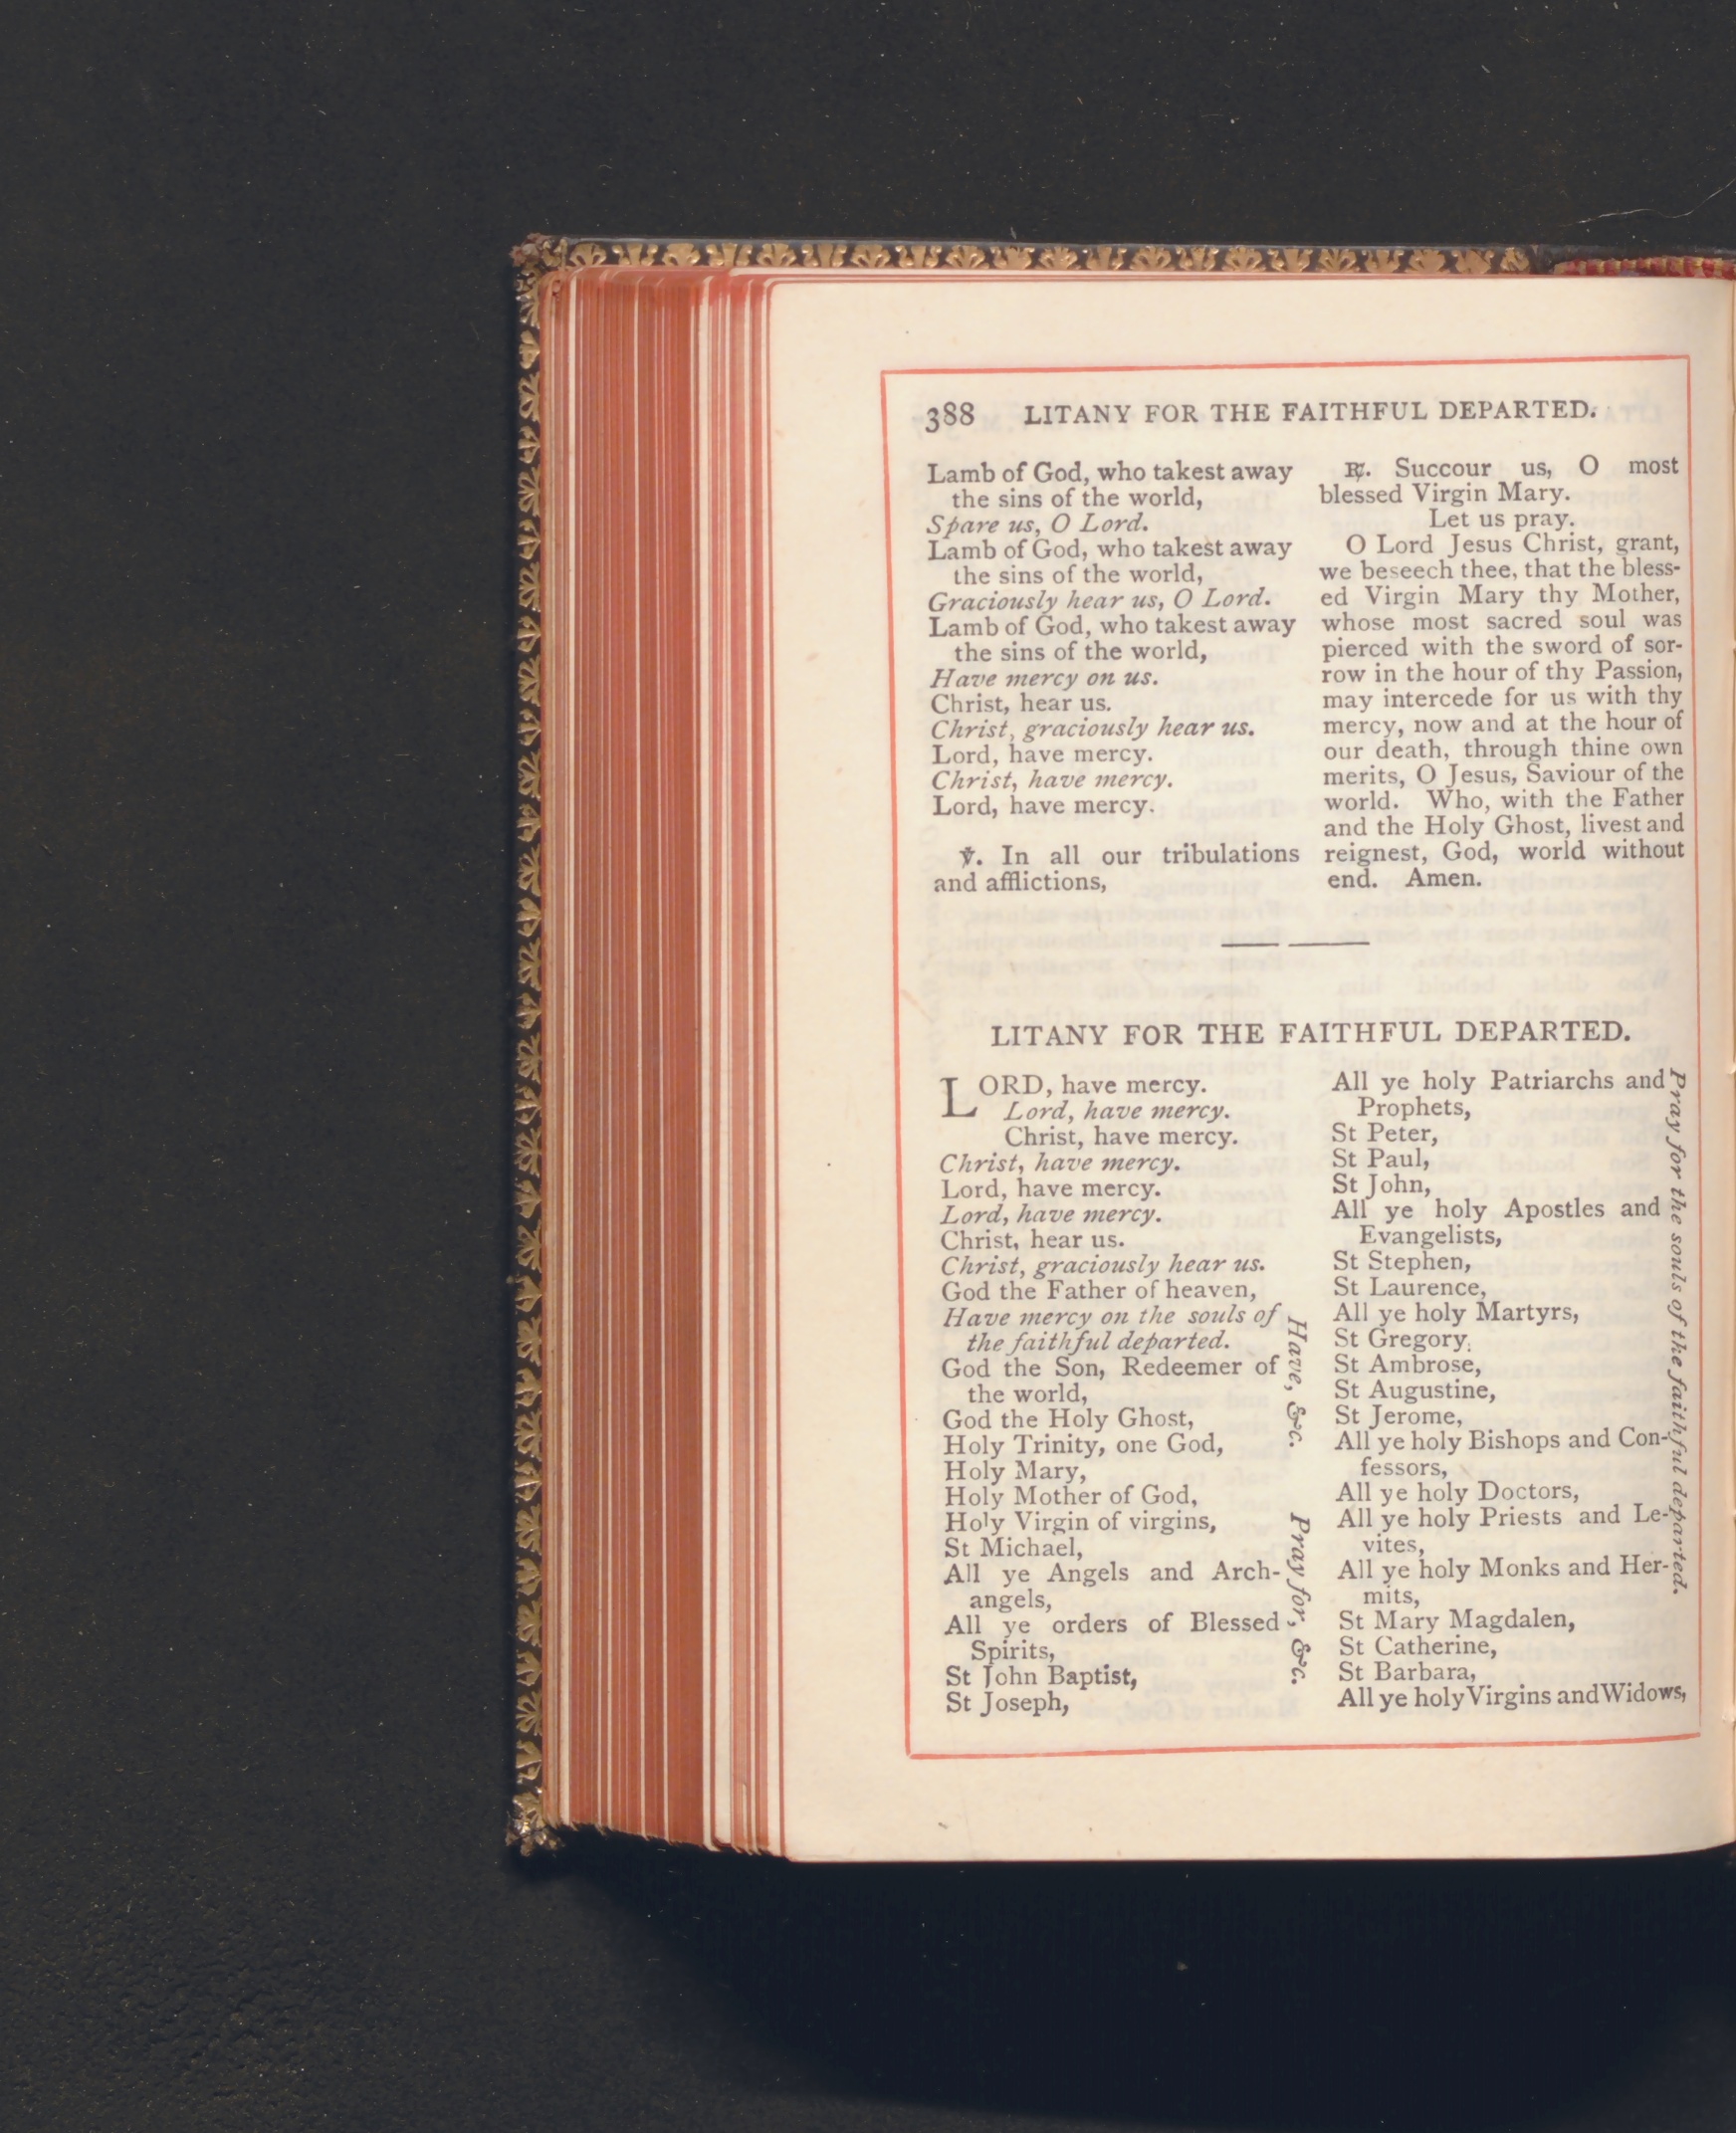 388 LITANY FOR THE FAITHFUL DEPARTED.
Lamb of God, who takest away
the sins of the world,
Spare us, O Lord.
Lamb of God, who takest away
the sins of the world,
Graciously hear us, O Lord.
Lamb of God, who takest away
the sins of the world,
Have mercy on us.
Christ, hear us.
Christ, graciously hear us.
Lord, have mercy.
Christ, have mercy.
Lord, have mercy.
℣. In all our tribulations
and afflictions,
℟. Succour us, O most
blessed Virgin Mary.
Let us pray.
O Lord Jesus Christ, grant,
we beseech thee, that the bless-
ed Virgin Mary thy Mother,
whose most sacred soul was
pierced with the sword of sor-
row in the hour of thy Passion,
may intercede for us with thy
mercy, now and at the hour of
our death, through thine own
merits, O Jesus, Saviour of the
world. Who, with the Father
and the Holy Ghost, livest and
reignest, God, world without
end. Amen.
LITANY FOR THE FAITHFUL DEPARTED.
LORD, have mercy.
Lord, have mercy.
Christ, have mercy.
Christ, have mercy.
Lord, have mercy.
Lord, have mercy.
Christ, hear us.
Christ, graciously hear us.
God the Father of heaven,
Have mercy on the souls of
the faithful departed.
God the Son, Redeemer of
the world,
God the Holy Ghost,
Holy Trinity, one God,
Have, &c.
Holy Mary,
Holy Mother of God,
Holy Virgin of virgins,
St Michael,
All ye Angels and Arch-
angels,
All ye orders of Blessed
Spirits,
St John Baptist,
St Joseph,
Pray for, &c.
All ye holy Patriarchs and
Prophets,
St Peter,
St Paul,
St John,
All ye holy Apostles and
Evangelists,
St Stephen,
St Laurence,
All ye holy Martyrs,
St Gregory,
St Ambrose,
St Augustine,
St Jerome,
All ye holy Bishops and Con-
fessors,
All ye holy Doctors,
All ye holy Priests and Le-
vites,
All ye holy Monks and Her-
mits,
St Mary Magdalen,
St Catherine,
St Barbara,
All ye holy Virgins and Widows,
Pray for the souls of the faithful departed.